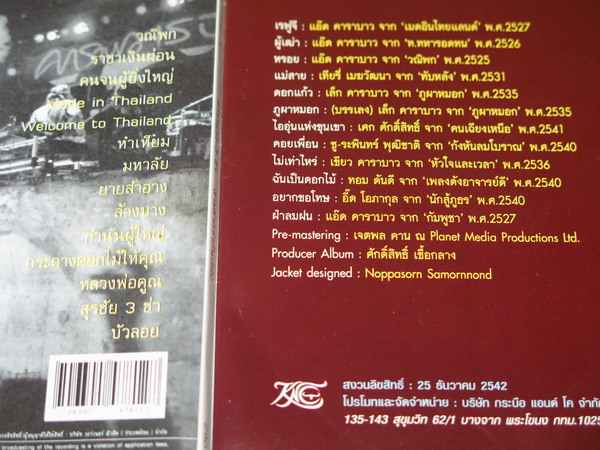 วณิพก
ราชาเงินผ่อน
คนจนผู้ยิ่งใหญ่
Made in Thailand
Welcome to Thailand
ทำเทียม
มหาลัย
ยายสำอาง
ล้างบาง
กำนันผู้ใหญ่
กระถางดอกไม้ให้คุณ
หลวงพ่อคูณ
สุรชัย 3 ช่า
บัวลอย
เรฟูจี : แอ๊ด คาราบาว จาก ‘เมดอินไทยแลนด์’ พ.ศ.2527
ผู้เฒ่า : แอ๊ด คาราบาว จาก ‘ท.ทหารอดทน’ พ.ศ.2526
หรอย : แอ๊ด คาราบาว จาก ‘วณิพก’ พ.ศ.2525
แม่สาย : เทียรี่ เมฆวัฒนา จาก ‘ทับหลัง’ พ.ศ.2531
ดอกแก้ว : เล็ก คาราบาว จาก ‘ภูผาหมอก’ พ.ศ.2535
ภูผาหมอก : (บรรเลง) เล็ก คาราบาว จาก ‘ภูผาหมอก’ พ.ศ.2535
ไออุ่นแห่งขุนเขา : เศก ศักดิ์สิทธิ์ จาก ‘คนเฉียงเหนือ’ พ.ศ.2541
คอยเพื่อน : ชู-ระพินทร์ พุฒิชาติ จาก ‘กังหันลมโบราณ’ พ.ศ.2540
ไม่เท่าไหร่ : เขียว คาราบาว จาก ‘หัวใจและเวลา’ พ.ศ.2536
ฉันเป็นดอกไม้ : ทอม ดันดี จาก ‘เพลงดังอาจารย์ดี’ พ.ศ.2540
อยากขอโทษ : อี๊ด โอภากุล จาก ‘นักสู้ภูธร’ พ.ศ.2540
ฝ่าลมฝน : แอ๊ด คาราบาว จาก ‘กัมพูชา’ พ.ศ.2527
Pre-mastering : เจตพล คาน ณ Planet Media Productions Ltd.
Producer Album : ศักดิ์สิทธิ์ เชื้อกลาง
Jacket designed : Noppasorn Samornnond
สงวนลิขสิทธิ์ : 25 ธันวาคม 2542
โปรโมทและจัดจำหน่าย : บริษัท กระบือ แอนด์ โค จำกัด
135-143 สุขุมวิท 62/1 บางจาก พระโขนง กทม.1025
broadcasting of the recording is a violation of application laws.